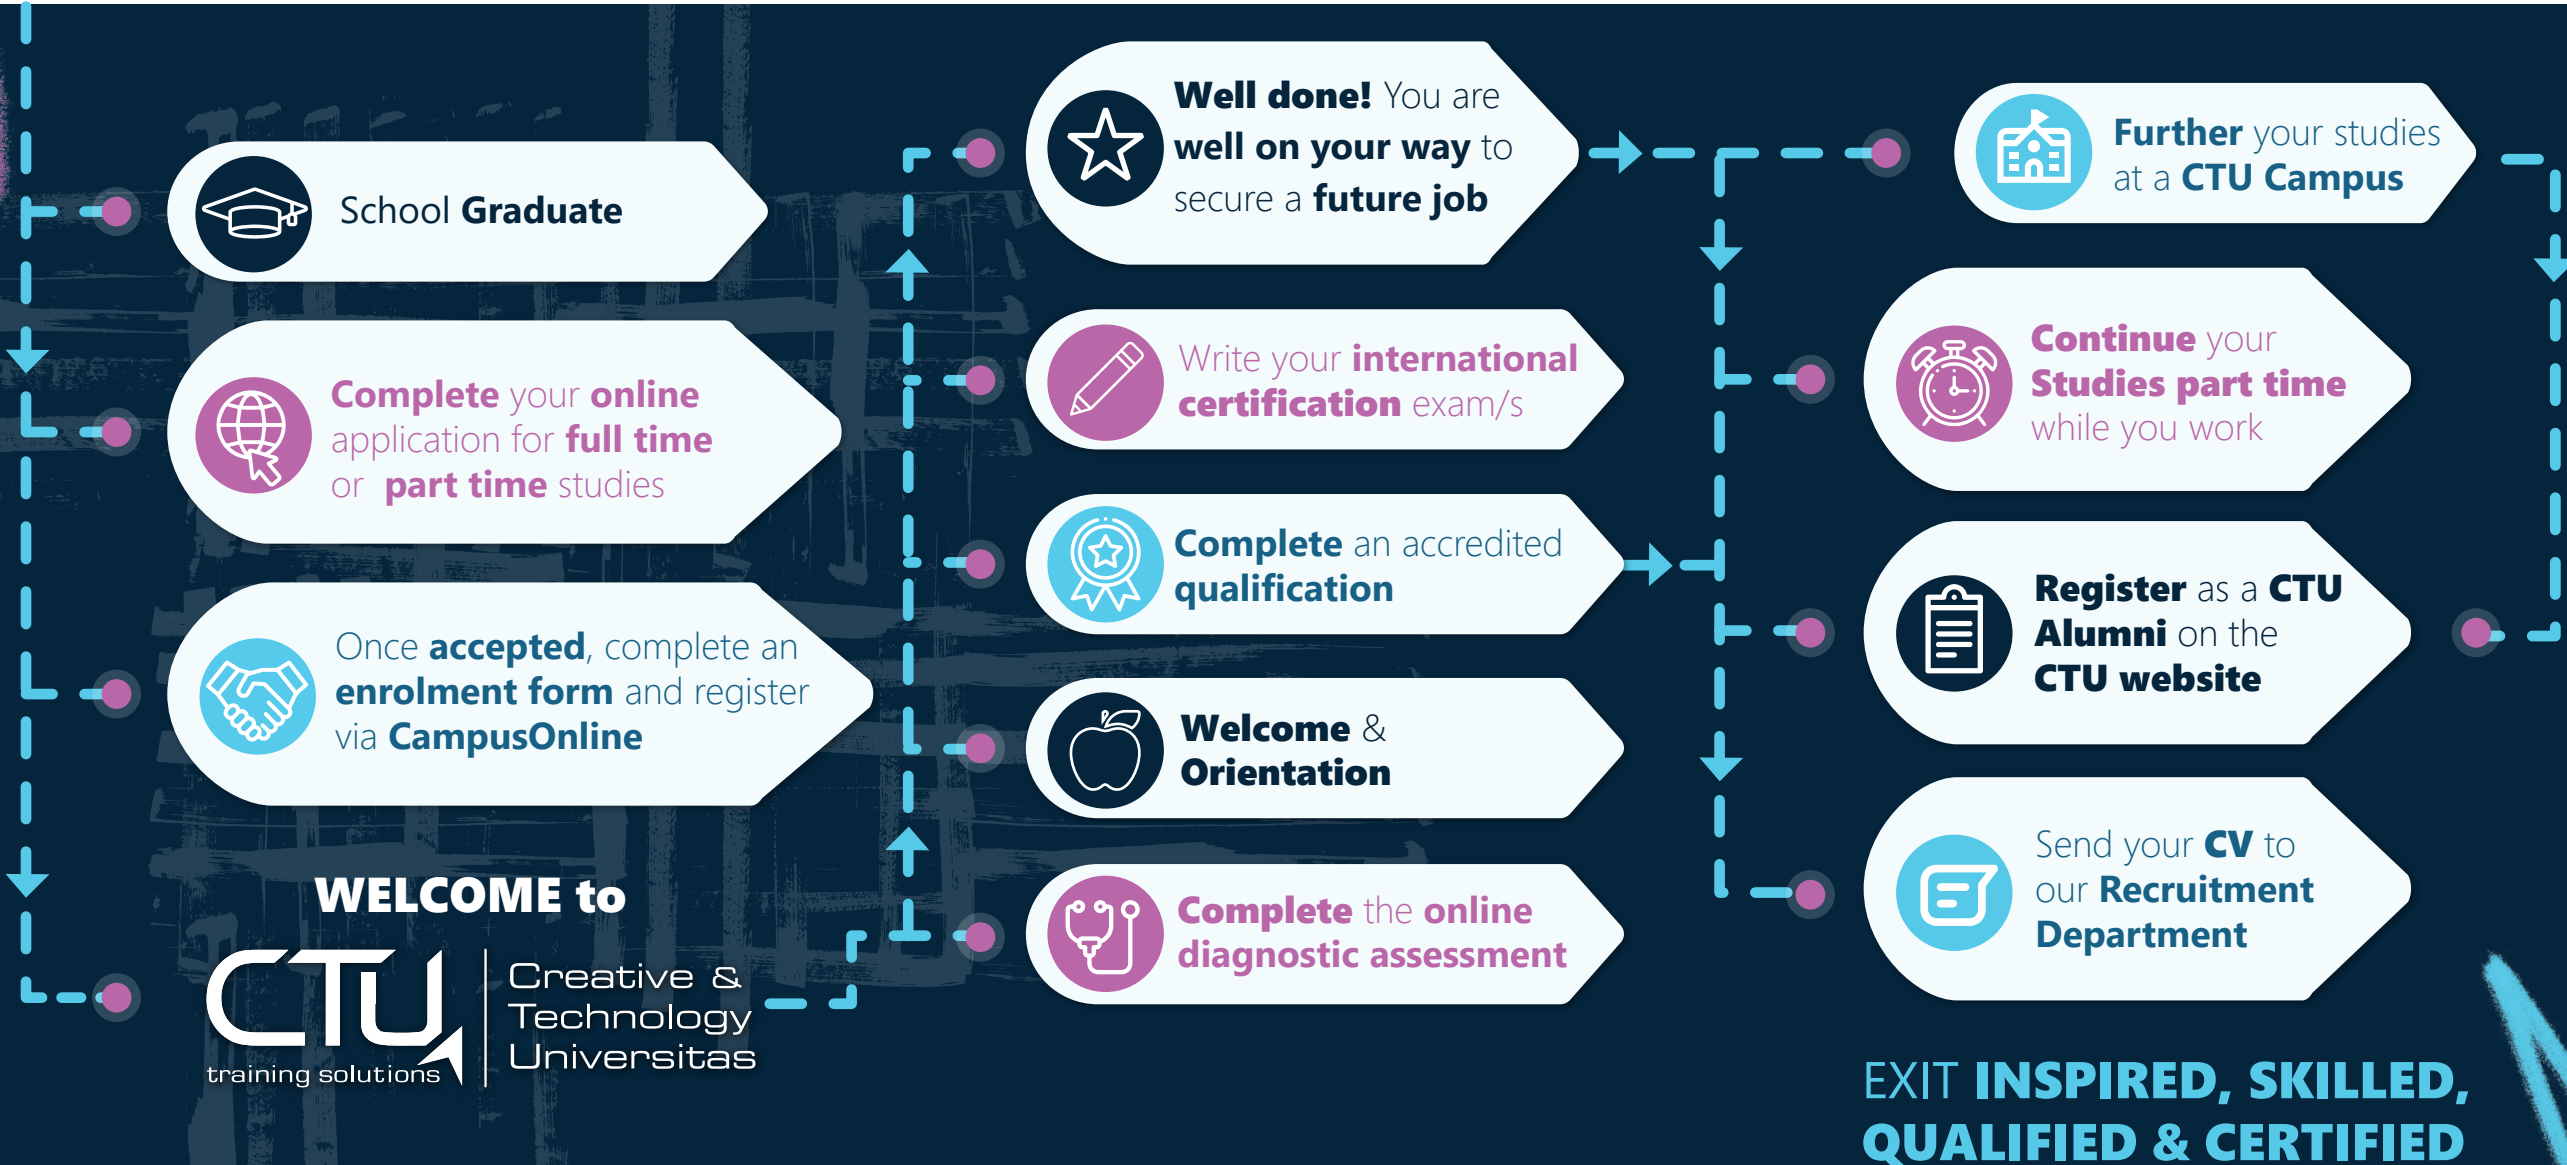 School Graduate
Complete your online
application for full time
or part time studies
Once accepted, complete an
enrolment form and register
via CampusOnline
WELCOME to
CTU
training solutions
Creative &
Technology
Universitas
Well done! You are
well on your way to
secure a future job
Write your international
certification exam/s
Complete an accredited
qualification
Welcome &
Orientation
Complete the online
diagnostic assessment
Further your studies
at a CTU Campus
Continue your
Studies part time
while you work
Register as a CTU
Alumni on the
CTU website
Send your CV to
our Recruitment
Department
EXIT INSPIRED, SKILLED,
QUALIFIED & CERTIFIED